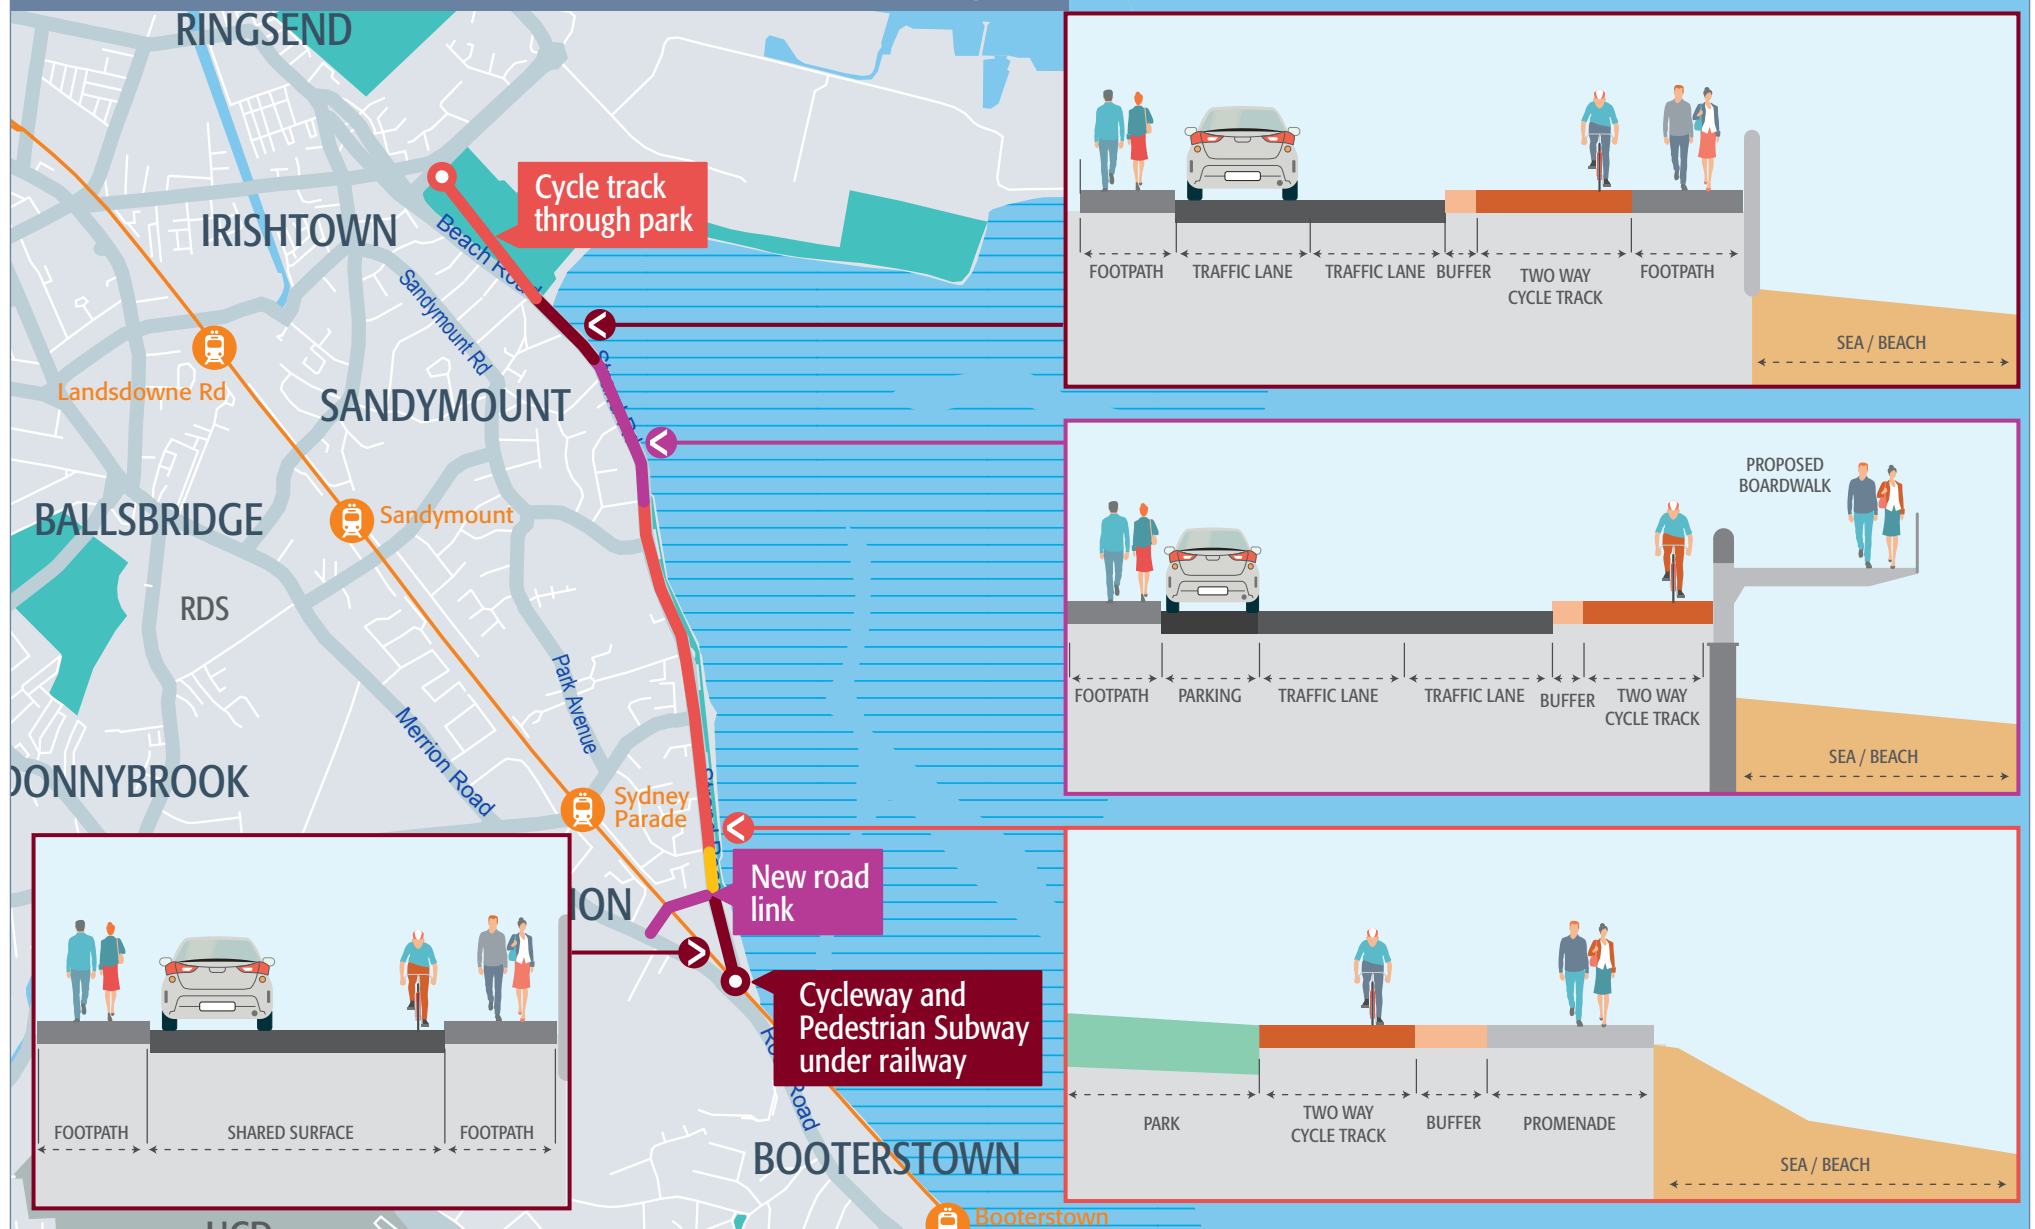 RINGSEND
IRISHTOWN
Cycle track
through park
Beach Road
Sandymount Rd
Landsdowne Rd
SANDYMOUNT
BALLSBRIDGE
Sandymount
RDS
Park Avenue
Merrion Road
DONNYBROOK
Sydney
Parade
ION
New road
link
Cycleway and
Pedestrian Subway
under railway
Road
BOOTERSTOWN
Booterstown
FOOTPATH
TRAFFIC LANE
TRAFFIC LANE
BUFFER
TWO WAY
CYCLE TRACK
FOOTPATH
SEA / BEACH
PROPOSED
BOARDWALK
FOOTPATH
PARKING
TRAFFIC LANE
TRAFFIC LANE
BUFFER
TWO WAY
CYCLE TRACK
SEA / BEACH
PARK
TWO WAY
CYCLE TRACK
BUFFER
PROMENADE
SEA / BEACH
FOOTPATH
SHARED SURFACE
FOOTPATH